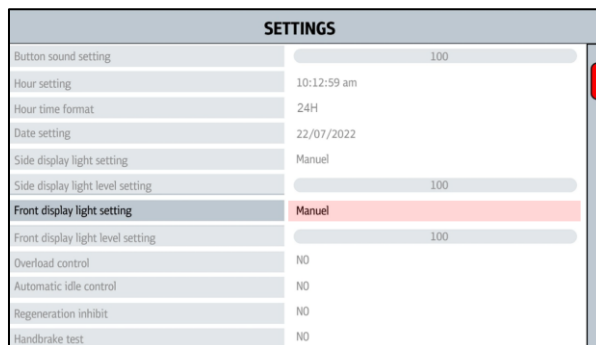 SETTINGS
Button sound setting 100
Hour setting 10:12:59 am
Hour time format 24H
Date setting 22/07/2022
Side display light setting Manuel
Side display light level setting 100
Front display light setting Manuel
Front display light level setting 100
Overload control NO
Automatic idle control NO
Regeneration inhibit NO
Handbrake test NO